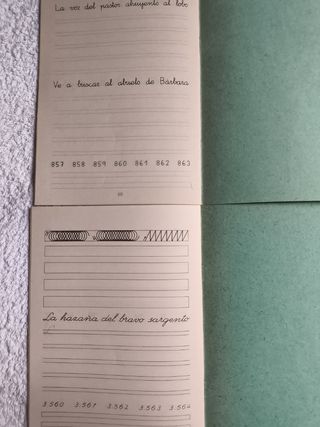 La voz del pastor ahuyentó al lobo
Ve a buscar al abuelo de Bárbara
857 858 859 860 861 862 863
La hazaña del bravo sargento
3.560 3.561 3.562 3.563 3.564